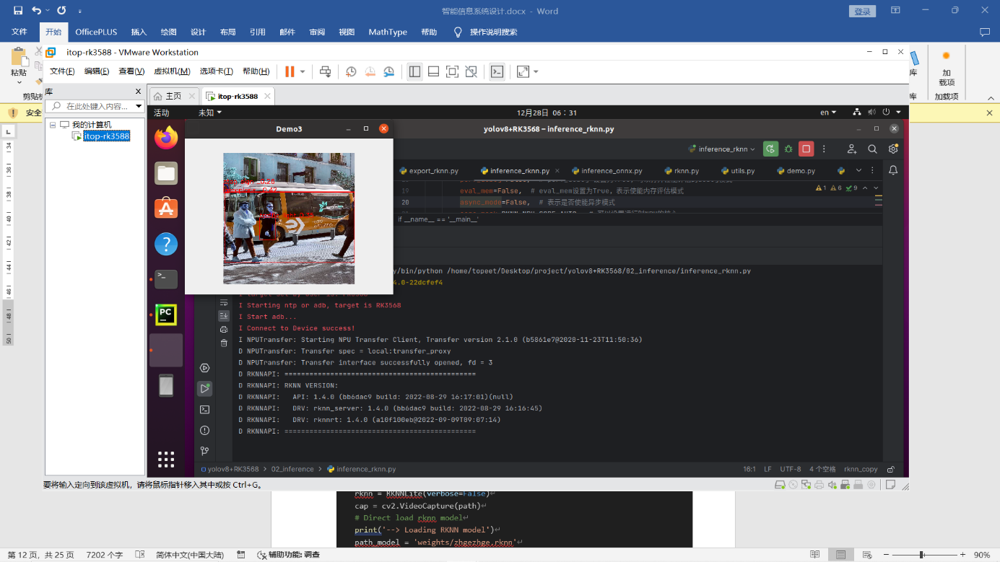 智能信息系统设计.docx - Word
登录
文件 开始 OfficePLUS 插入 绘图 设计 布局 引用 邮件 审阅 视图 MathType 帮助 操作说明搜索
粘贴
剪贴
库
加
载项
库
加载项
安全
itop-rk3588 - VMware Workstation
文件(F) 编辑(E) 查看(V) 虚拟机(M) 选项卡(T) 帮助(H)
库
在此处键入内容...
我的计算机
itop-rk3588
主页
itop-rk3588
活动
未知
12月28日 06：31
en
Demo3
yolov8+RK3568 – inference_rknn.py
inference_rknn
export_rknn.py
inference_rknn.py
inference_onnx.py
rknn.py
utils.py
demo.py
1 6 9
19 eval_mem=False, # eval_mem设置为True，表示使能内存评估模式
20 async_mode=False, # 表示是否使能异步模式
if __name__ == '__main__'
y/bin/python /home/topeet/Desktop/project/yolov8+RK3568/02_inference/inference_rknn.py
4.0-22dcfef4
I Starting ntp or adb, target is RK3568
I Start adb...
I Connect to Device success!
I NPUTransfer: Starting NPU Transfer Client, Transfer version 2.1.0 (b5861e7@2020-11-23T11:50:36)
D NPUTransfer: Transfer spec = local:transfer_proxy
D NPUTransfer: Transfer interface successfully opened, fd = 3
D RKNNAPI: ==============================================
D RKNNAPI: RKNN VERSION:
D RKNNAPI:   API: 1.4.0 (bb6dac9 build: 2022-08-29 16:17:01)(null)
D RKNNAPI:   DRV: rknn_server: 1.4.0 (bb6dac9 build: 2022-08-29 16:16:45)
D RKNNAPI:   DRV: rknnrt: 1.4.0 (a10f100eb@2022-09-09T09:07:14)
D RKNNAPI: ==============================================
yolov8+RK3568 > 02_inference > inference_rknn.py
16:1 LF UTF-8 4 个空格 rknn_copy
要将输入定向到该虚拟机，请将鼠标指针移入其中或按 Ctrl+G。
34
36
38
40
42
44
46
48
50
rknn = RKNNLite(verbose=False)
cap = cv2.VideoCapture(path)
# Direct load rknn model
print('--> Loading RKNN model')
path_model = 'weights/zhgezhge.rknn'
第 12 页，共 25 页 7202 个字 简体中文(中国大陆) 辅助功能: 调查
90%